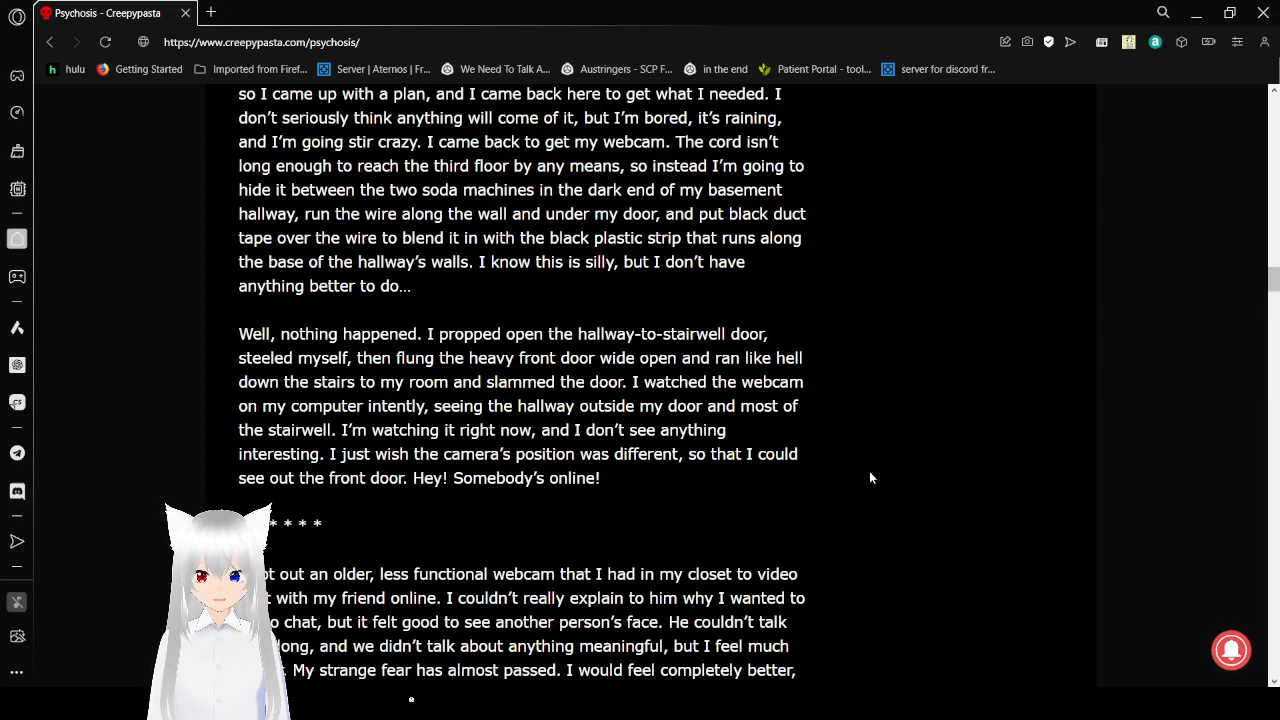 Psychosis - Creepypasta
https://www.creepypasta.com/psychosis/
hulu
Getting Started
Imported from Firef...
Server | Aternos | Fr...
We Need To Talk A...
Austringers - SCP F...
in the end
Patient Portal - tool...
server for discord fr...
so I came up with a plan, and I came back here to get what I needed. I
don't seriously think anything will come of it, but I'm bored, it's raining,
and I'm going stir crazy. I came back to get my webcam. The cord isn't
long enough to reach the third floor by any means, so instead I'm going to
hide it between the two soda machines in the dark end of my basement
hallway, run the wire along the wall and under my door, and put black duct
tape over the wire to blend it in with the black plastic strip that runs along
the base of the hallway's walls. I know this is silly, but I don't have
anything better to do…
Well, nothing happened. I propped open the hallway-to-stairwell door,
steeled myself, then flung the heavy front door wide open and ran like hell
down the stairs to my room and slammed the door. I watched the webcam
on my computer intently, seeing the hallway outside my door and most of
the stairwell. I'm watching it right now, and I don't see anything
interesting. I just wish the camera's position was different, so that I could
see out the front door. Hey! Somebody's online!
* * * *
out an older, less functional webcam that I had in my closet to video
with my friend online. I couldn't really explain to him why I wanted to
chat, but it felt good to see another person's face. He couldn't talk
long, and we didn't talk about anything meaningful, but I feel much
My strange fear has almost passed. I would feel completely better,